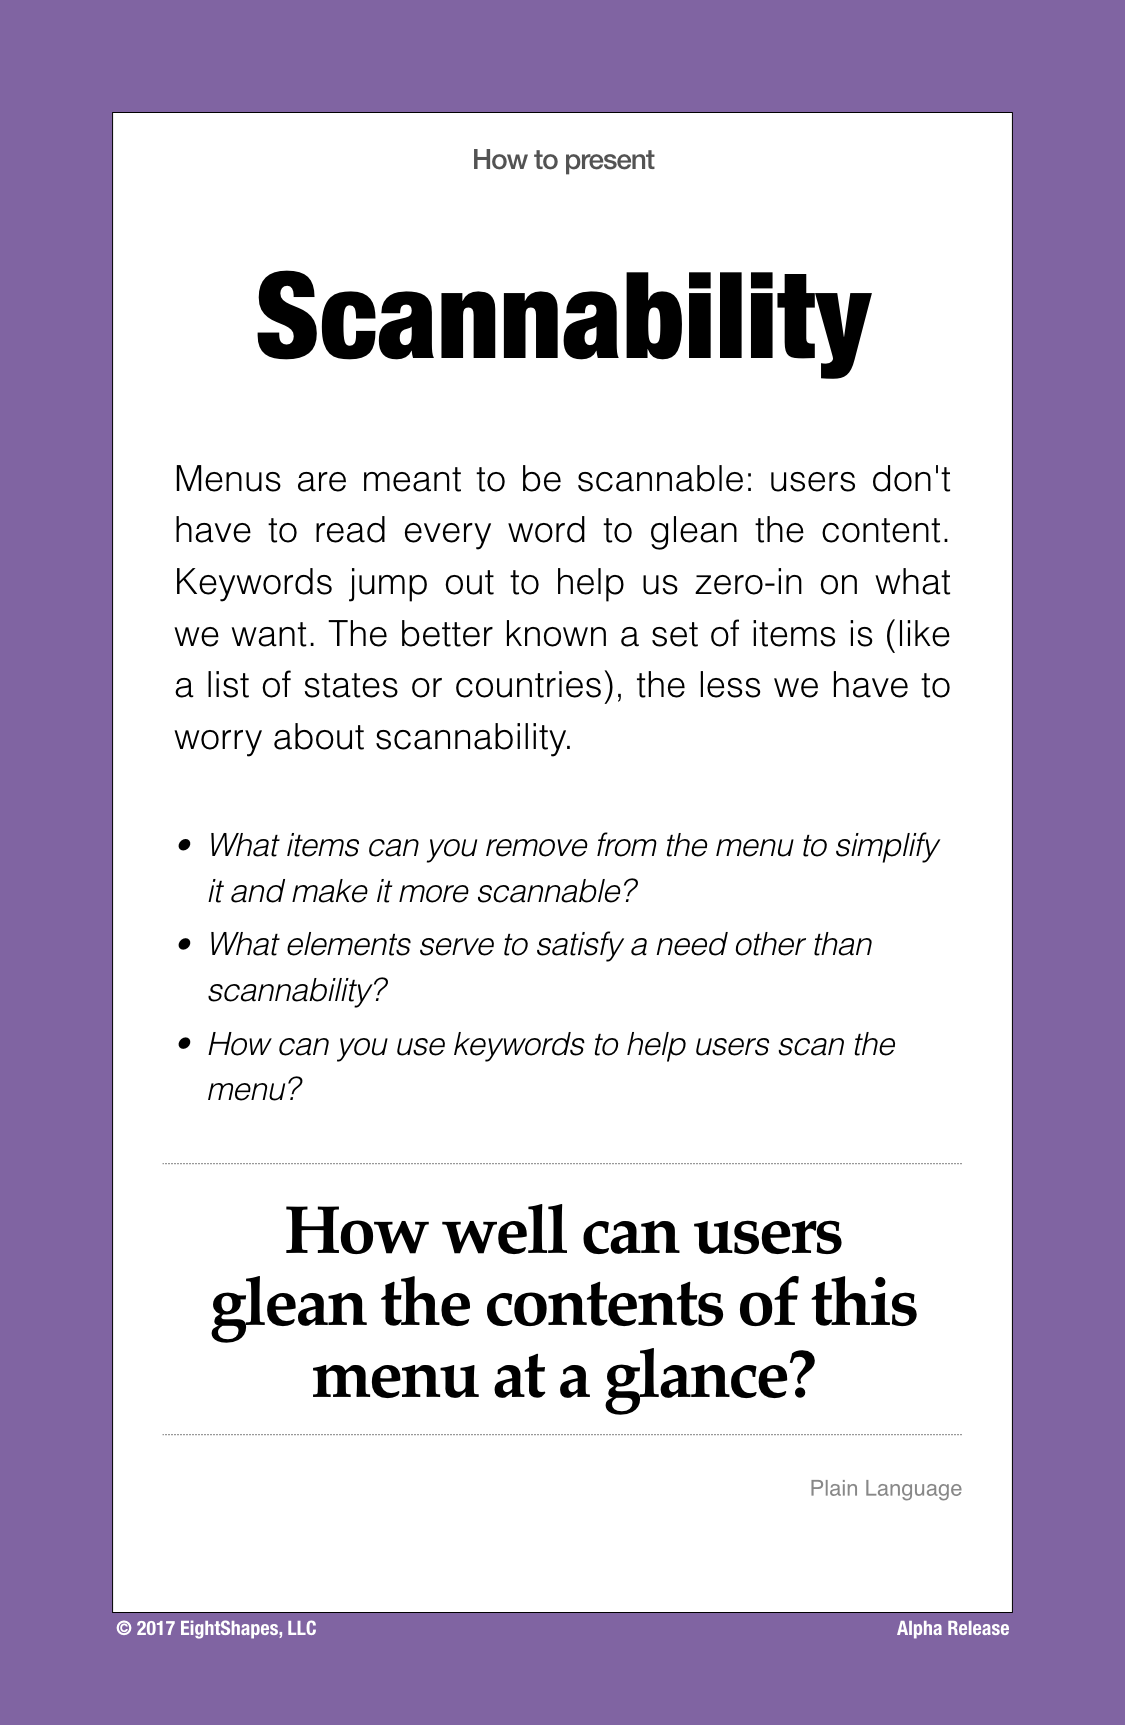 How to present
Scannability
Menus are meant to be scannable: users don't
have to read every word to glean the content.
Keywords jump out to help us zero-in on what
we want. The better known a set of items is (like
a list of states or countries), the less we have to
worry about scannability.
• What items can you remove from the menu to simplify
it and make it more scannable?
• What elements serve to satisfy a need other than
scannability?
• How can you use keywords to help users scan the
menu?
How well can users
glean the contents of this
menu at a glance?
Plain Language
© 2017 EightShapes, LLC
Alpha Release